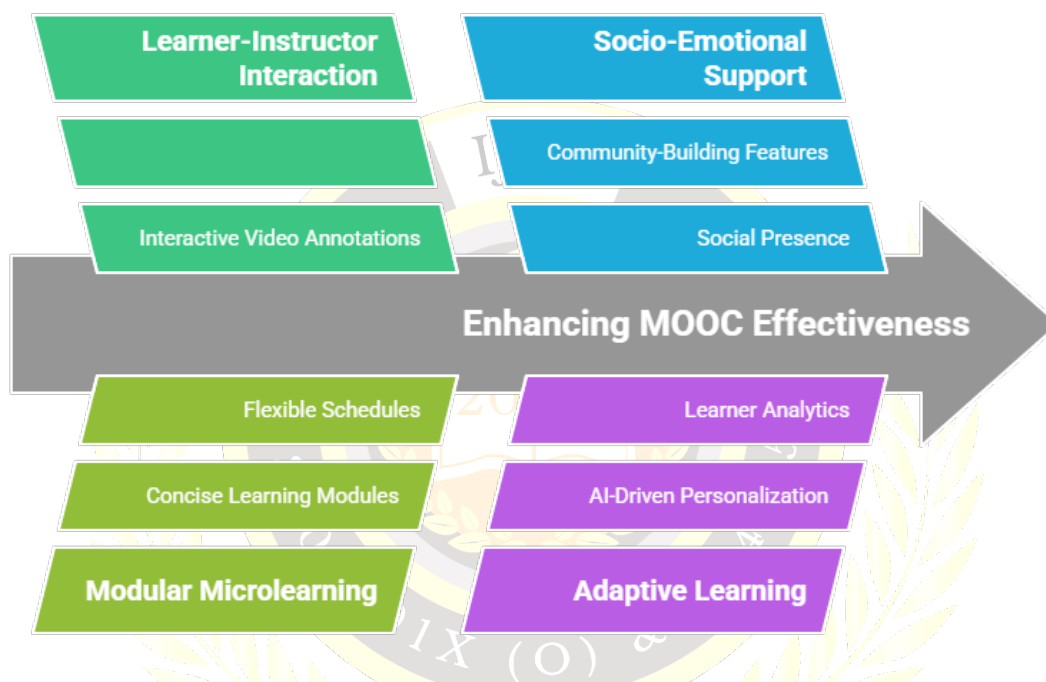 Learner-Instructor
Interaction
Socio-Emotional
Support
Community-Building Features
Interactive Video Annotations
Social Presence
Enhancing MOOC Effectiveness
Flexible Schedules
Learner Analytics
Concise Learning Modules
AI-Driven Personalization
Modular Microlearning
Adaptive Learning